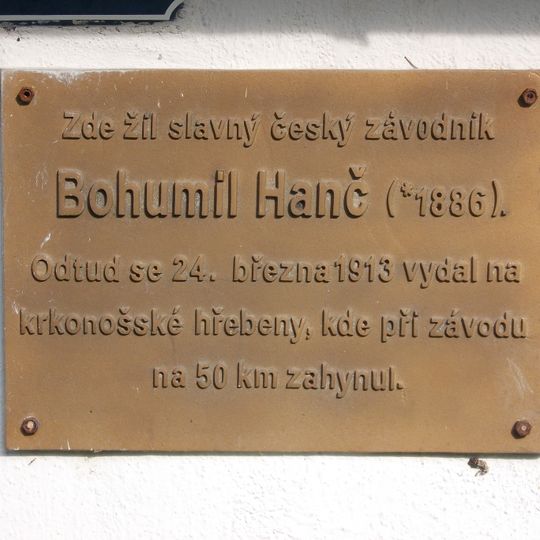 Zde žil slavný český závodník
Bohumil Hanč (*1886).
Odtud se 24. března 1913 vydal na
krkonošské hřebeny, kde při závodu
na 50 km zahynul.